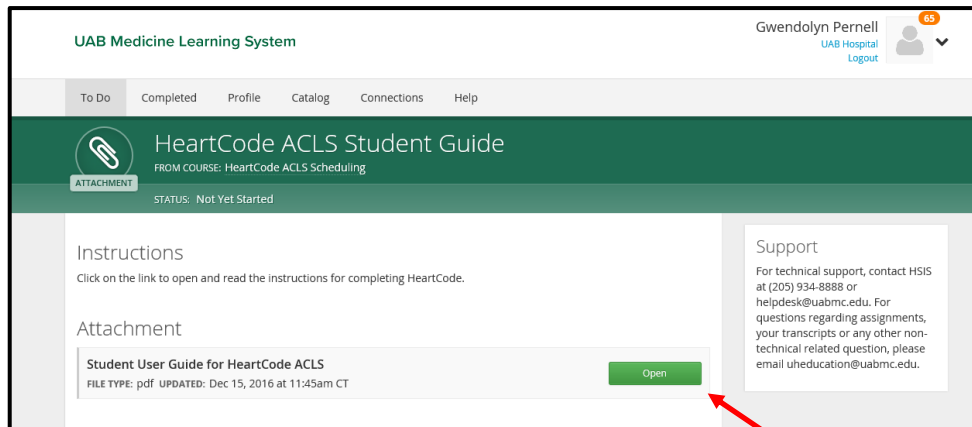 UAB Medicine Learning System
Gwendolyn Pernell
65
UAB Hospital
Logout
To Do Completed Profile Catalog Connections Help
HeartCode ACLS Student Guide
FROM COURSE: HeartCode ACLS Scheduling
ATTACHMENT
STATUS: Not Yet Started
Instructions
Click on the link to open and read the instructions for completing HeartCode.
Attachment
Student User Guide for HeartCode ACLS
FILE TYPE: pdf UPDATED: Dec 15, 2016 at 11:45am CT
Open
Support
For technical support, contact HSIS
at (205) 934-8888 or
helpdesk@uabmc.edu. For
questions regarding assignments,
your transcripts or any other non-
technical related question, please
email uheducation@uabmc.edu.